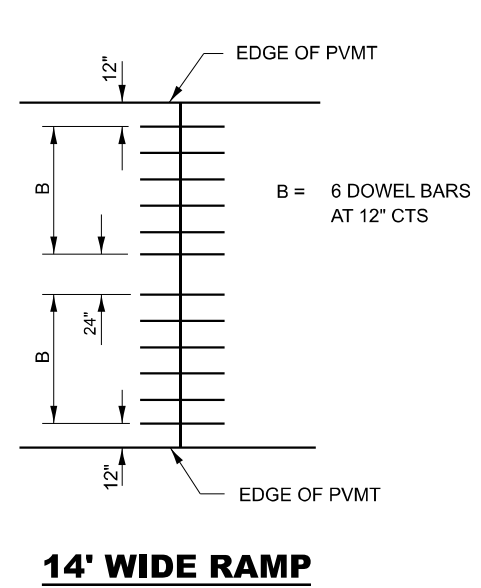 EDGE OF PVMT
12"
B
B = 6 DOWEL BARS
AT 12" CTS
24"
B
12"
EDGE OF PVMT
14' WIDE RAMP